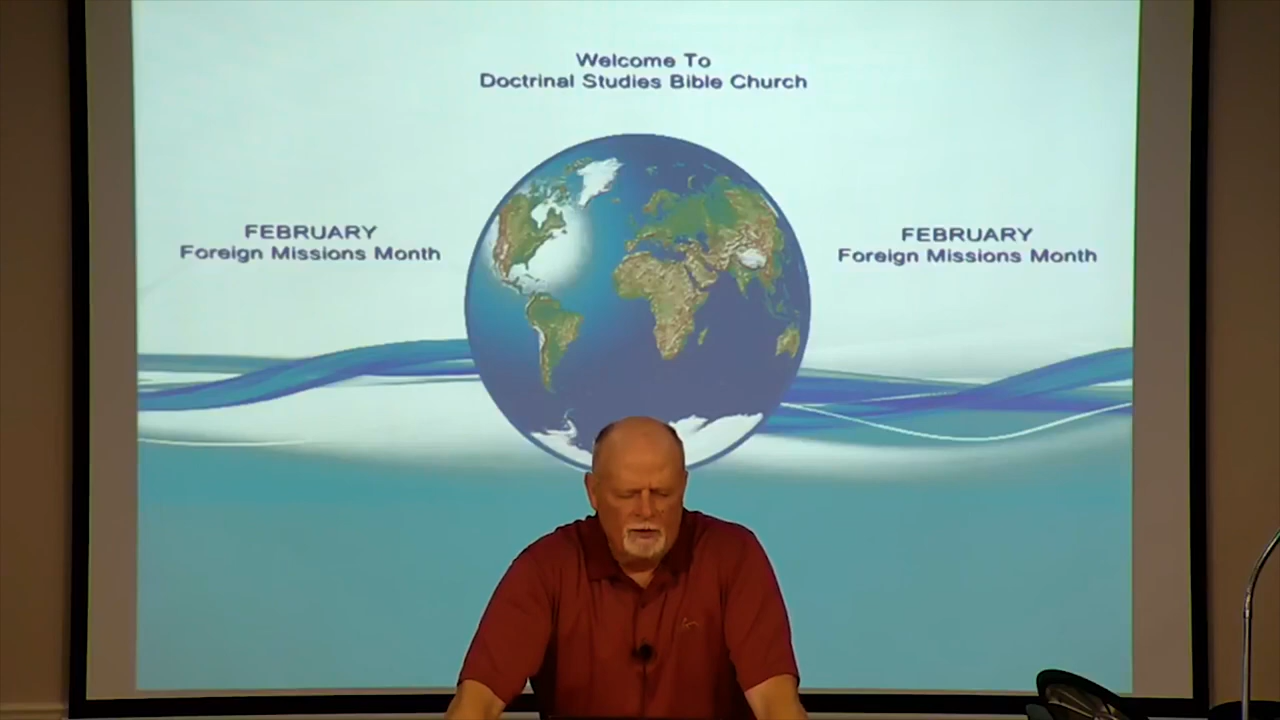 Welcome To
Doctrinal Studies Bible Church
FEBRUARY
Foreign Missions Month
FEBRUARY
Foreign Missions Month